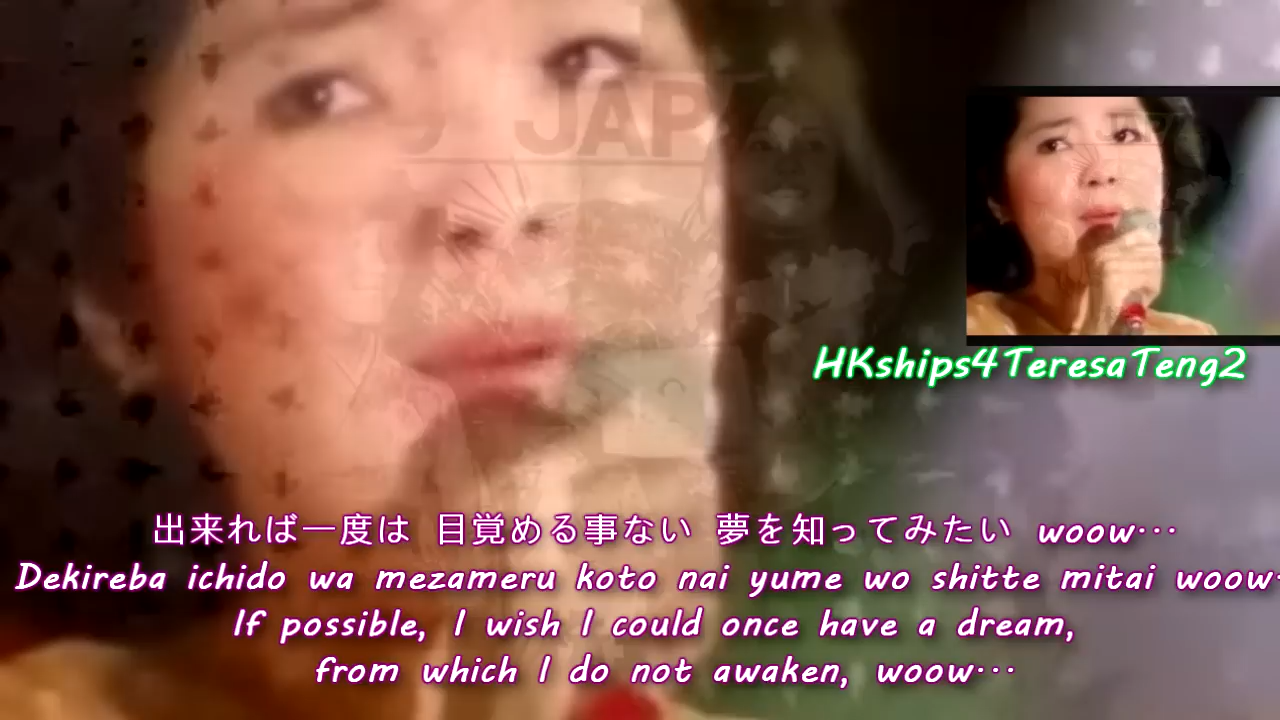 JAPA
HKships4TeresaTeng2
出来れば一度は 目覚める事ない 夢を知ってみたい woow…
Dekireba ichido wa mezameru koto nai yume wo shitte mitai woow
If possible, I wish I could once have a dream,
from which I do not awaken, woow…